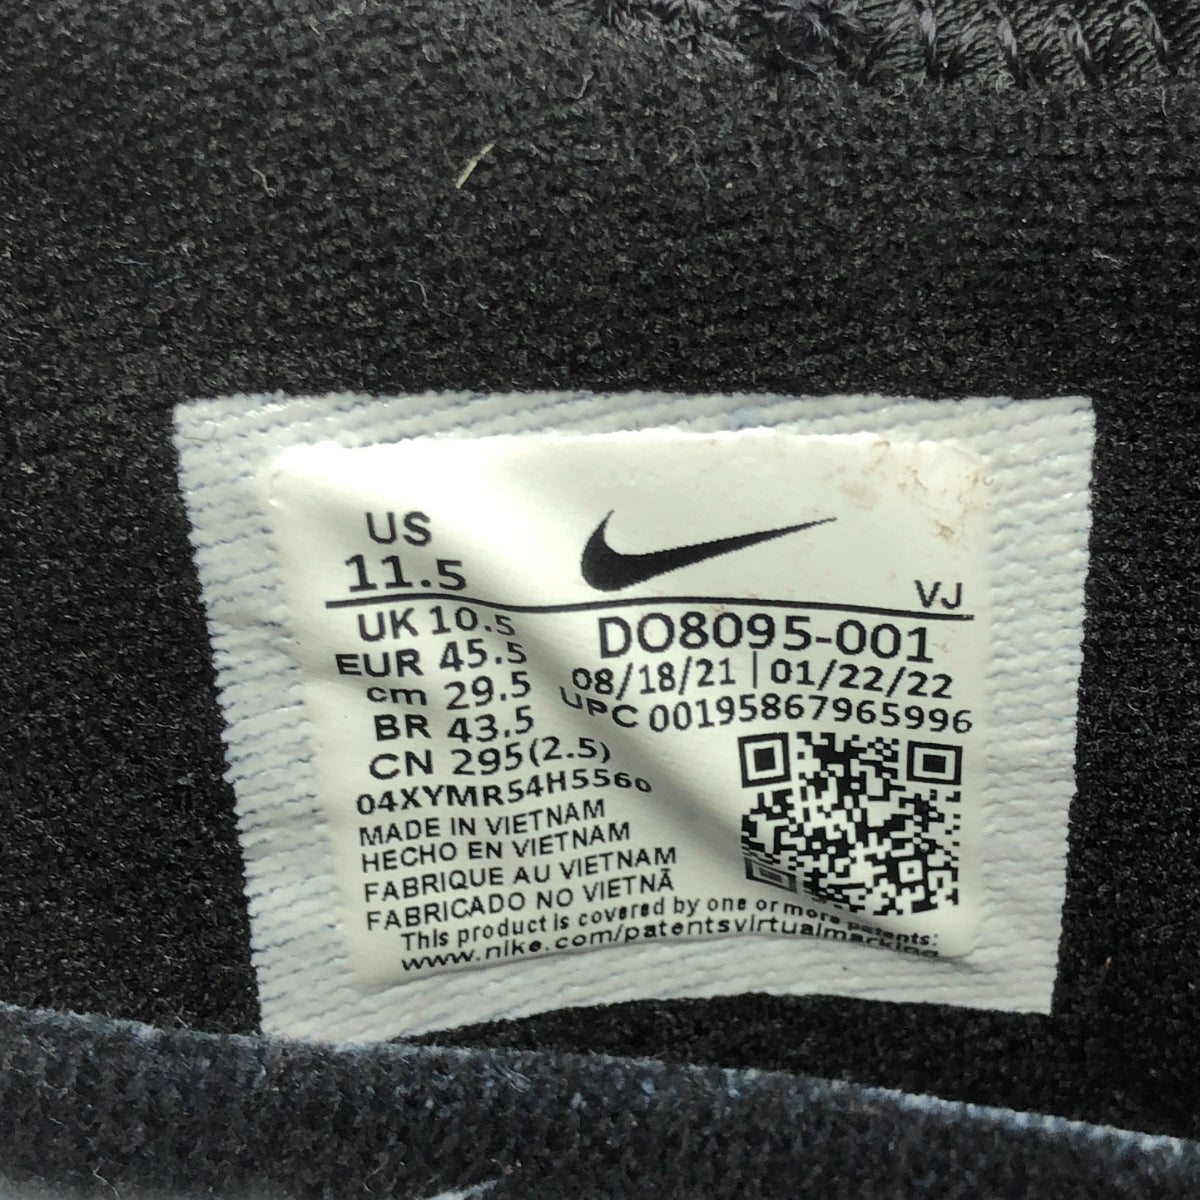 US
11.5
VJ
UK 10.5
DO8095-001
EUR 45.5
08/18/21 | 01/22/22
cm 29.5
UPC 00195867965996
BR 43.5
CN 295(2.5)
04XYMR54H5560
MADE IN VIETNAM
HECHO EN VIETNAM
FABRIQUE AU VIETNAM
FABRICADO NO VIETNÃ
This product is covered by one or more patents:
www.nike.com/patentsvirtualmarking